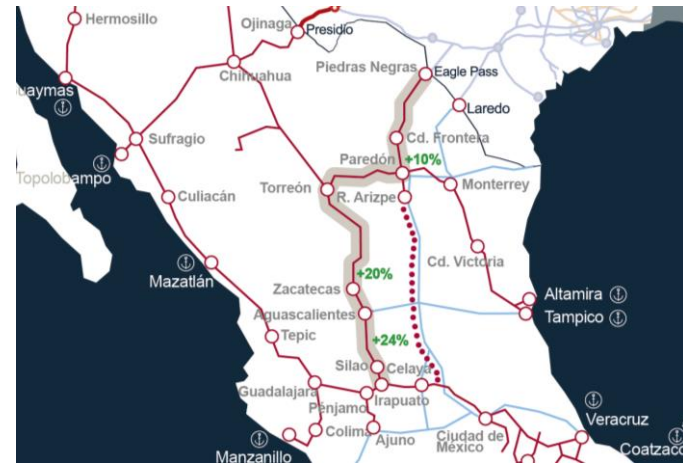 Hermosillo
Ojinaga
Presidio
Chihuahua
Piedras Negras
Eagle Pass
uaymas
Laredo
Sufragio
Cd. Frontera
Paredón
+10%
Topolobampo
Torreón
R. Arizpe
Monterrey
Culiacán
Cd. Victoria
Mazatlán
+20%
Zacatecas
Altamira
Aguascalientes
Tampico
Tepic
+24%
Silao
Celaya
Guadalajara
Irapuato
Pénjamo
Veracruz
Colima
Ajuno
Ciudad de
México
Manzanillo
Coatzaco